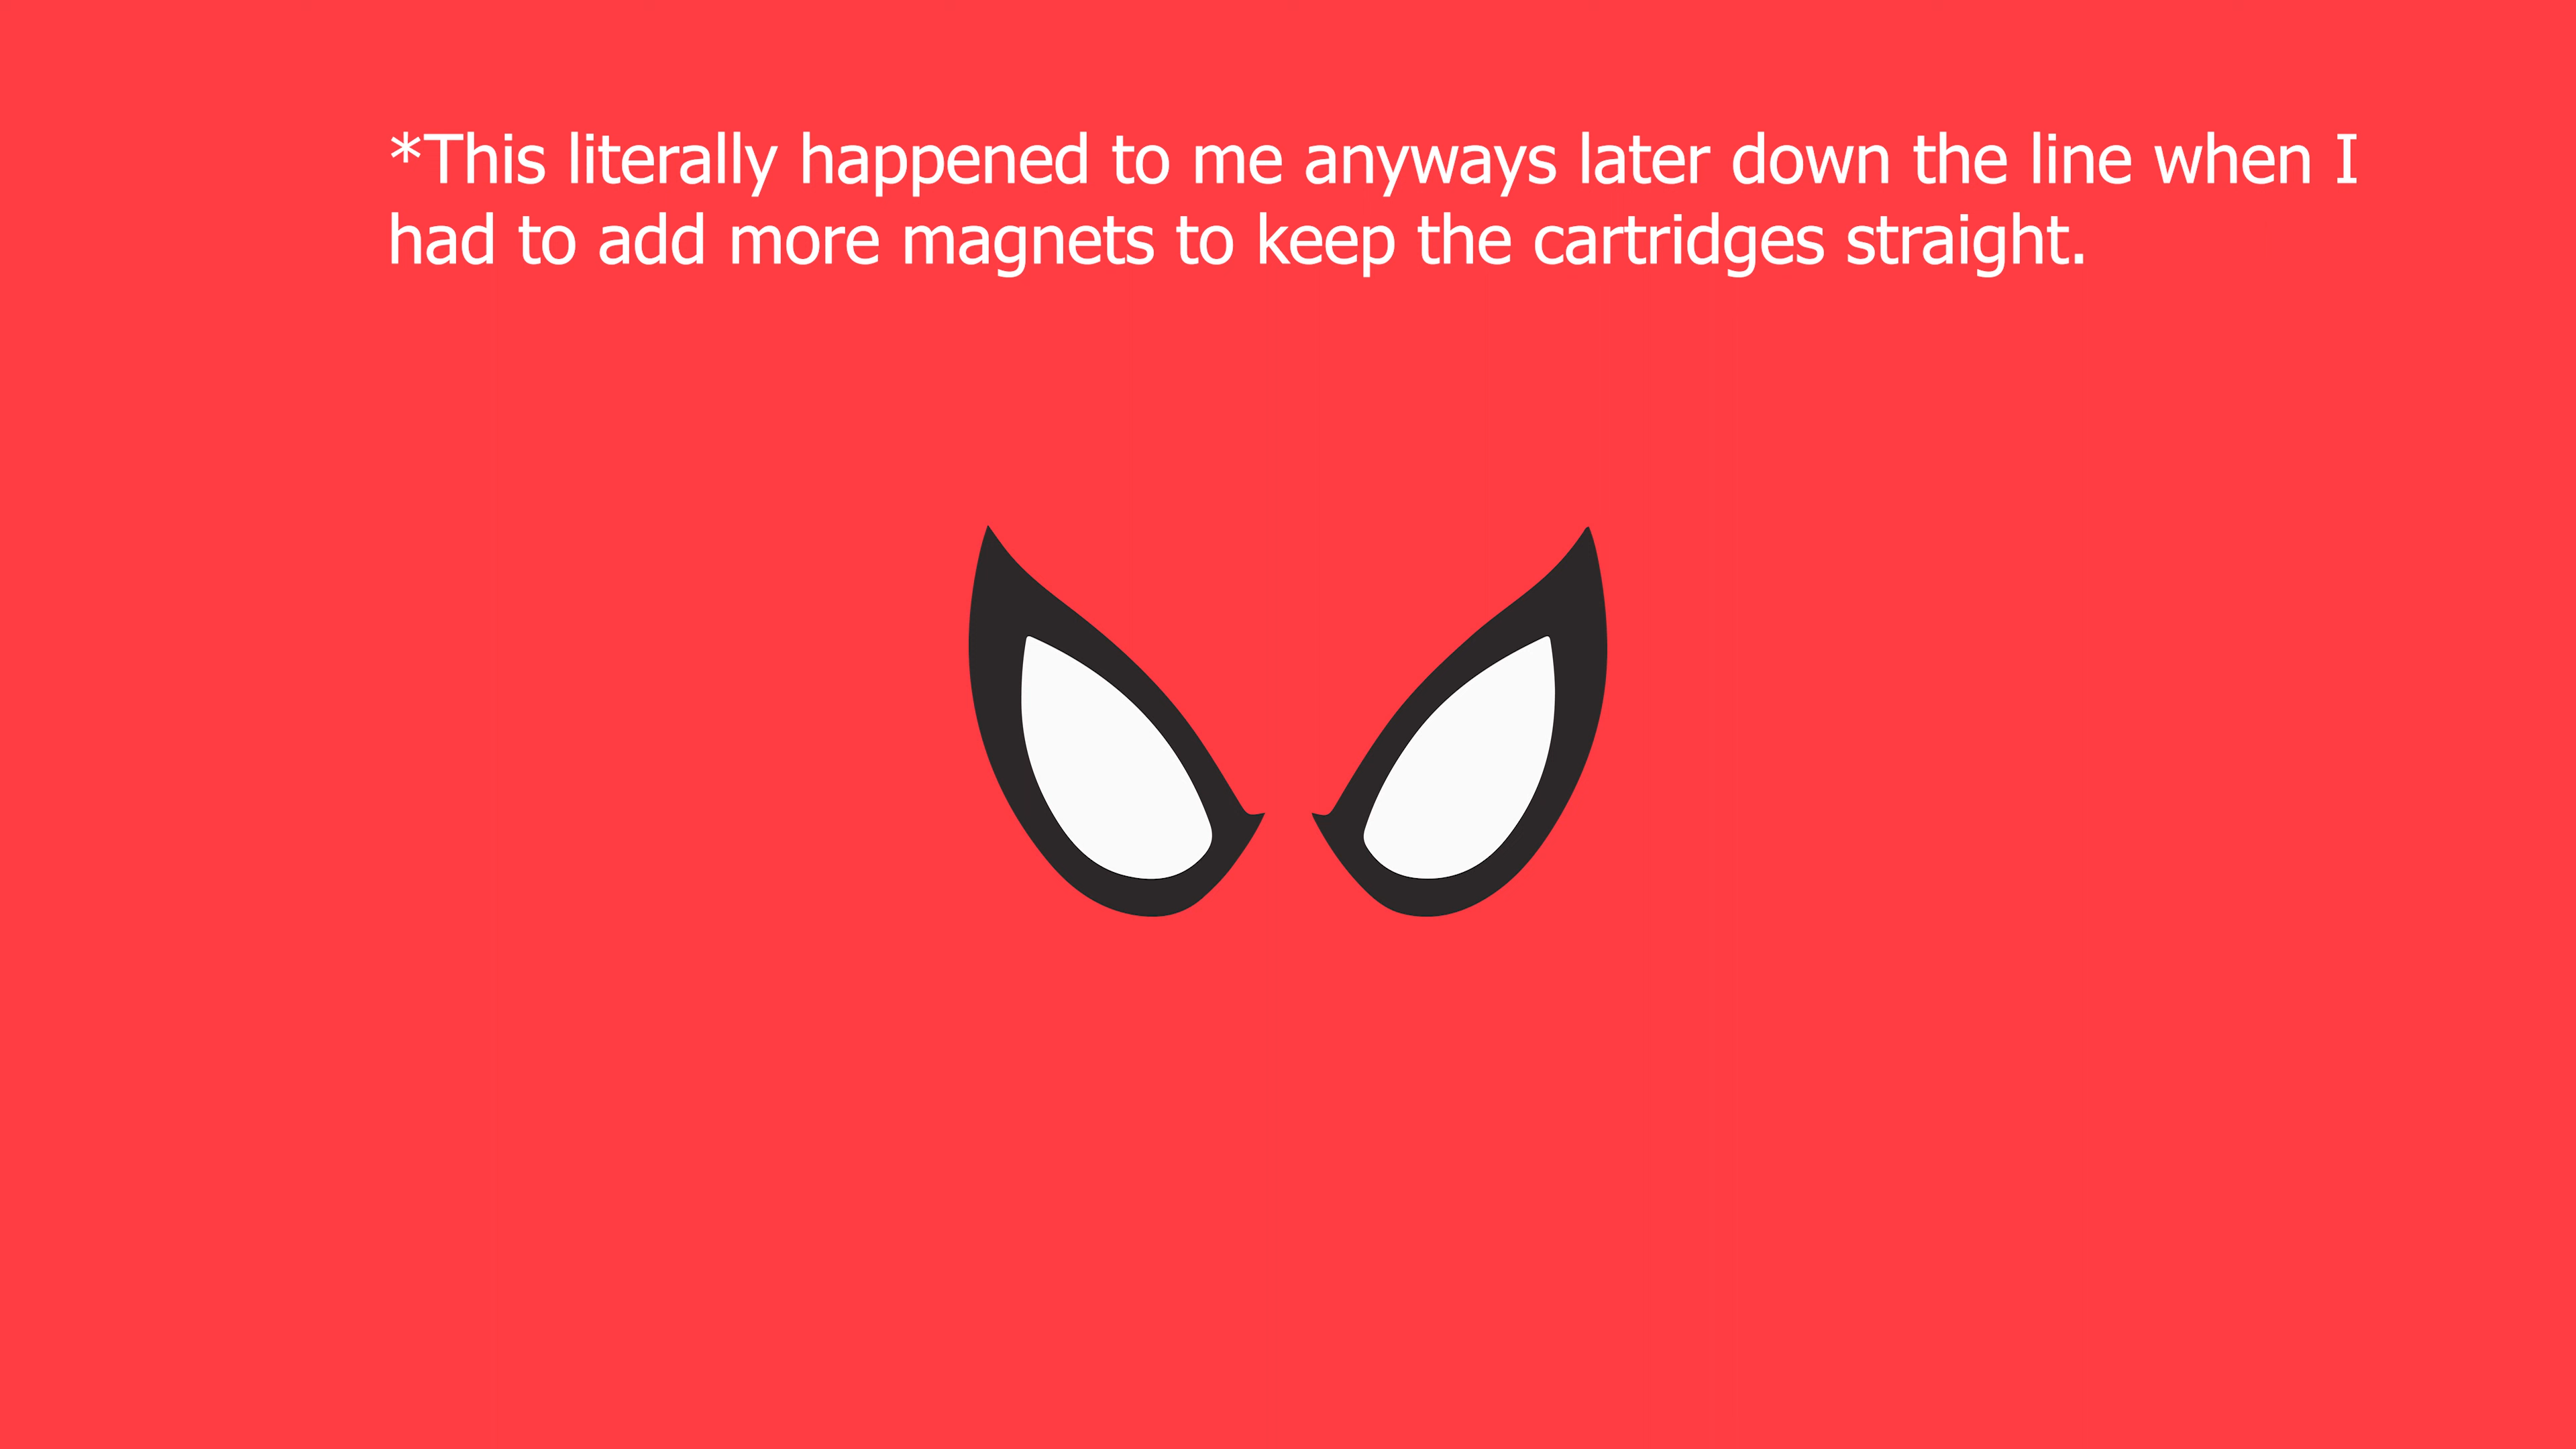 *This literally happened to me anyways later down the line when I
had to add more magnets to keep the cartridges straight.